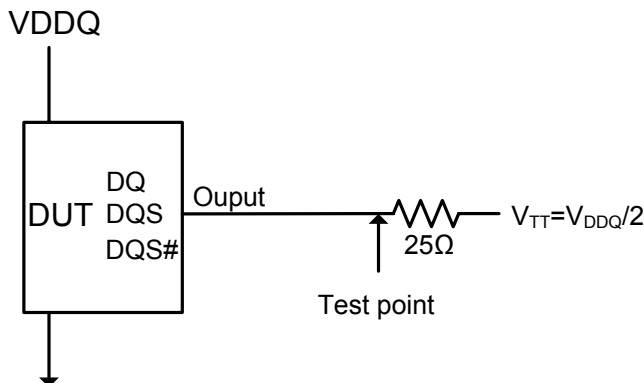 VDDQ
DUT
DQ
DQS
DQS#
Ouput
25Ω
V_TT=V_DDQ/2
Test point